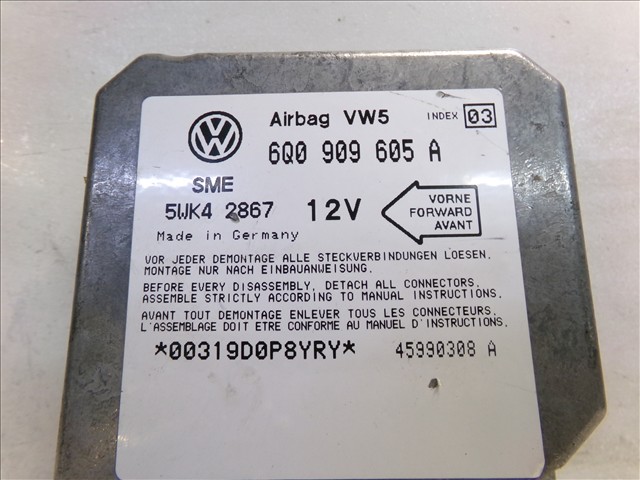 Airbag VW5 INDEX 03
6Q0 909 605 A
SME
5WK4 2867 12V
VORNE
FORWARD
AVANT
Made in Germany
VOR JEDER DEMONTAGE ALLE STECKVERBINDUNGEN LOESEN.
MONTAGE NUR NACH EINBAUANWEISUNG.
BEFORE EVERY DISASSEMBLY, DETACH ALL CONNECTORS.
ASSEMBLE STRICTLY ACCORDING TO MANUAL INSTRUCTIONS.
AVANT TOUT DEMONTAGE ENLEVER TOUS LES CONNECTEURS.
L'ASSEMBLAGE DOIT ETRE CONFORME AU MANUEL D'INSTRUCTIONS.
*00319D0P8YRY* 45990308 A